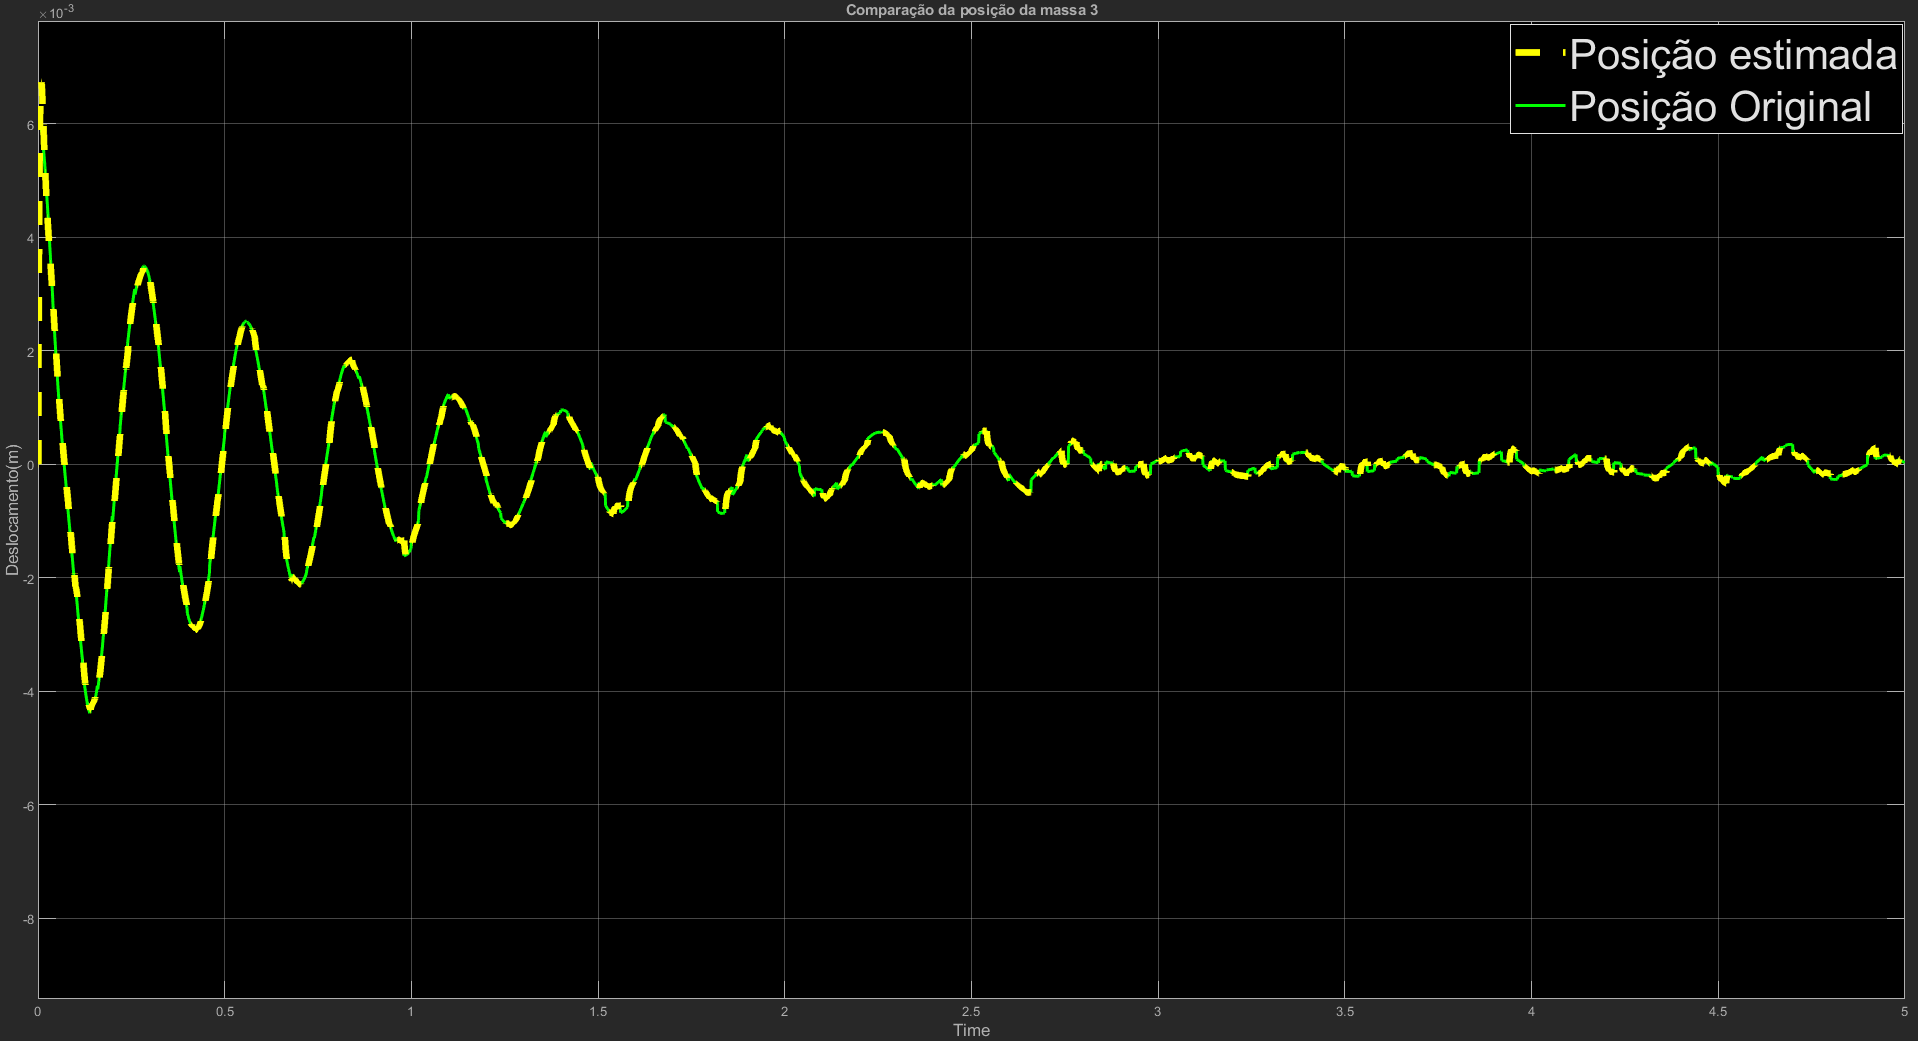 Comparação da posição da massa 3
×10⁻³
Posição estimada
Posição Original
6
4
2
0
-2
-4
-6
-8
Deslocamento(m)
0 0.5 1 1.5 2 2.5 3 3.5 4 4.5 5
Time